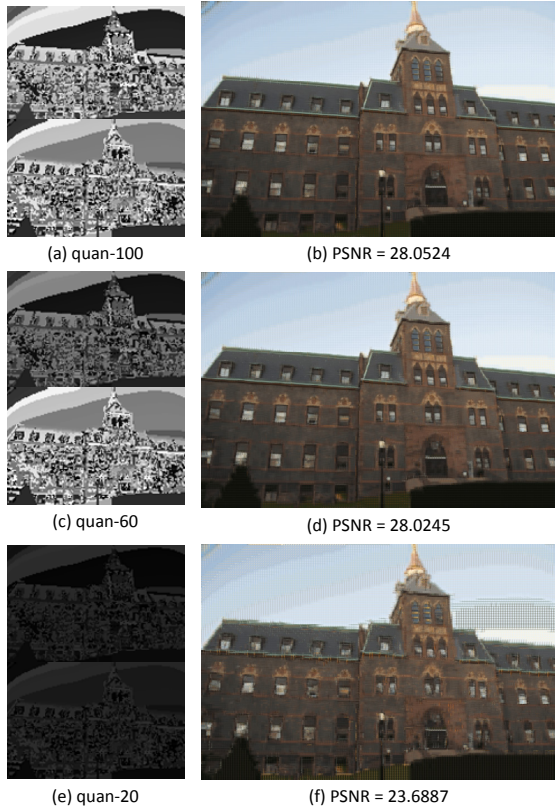 (a) quan-100
(b) PSNR = 28.0524
(c) quan-60
(d) PSNR = 28.0245
(e) quan-20
(f) PSNR = 23.6887